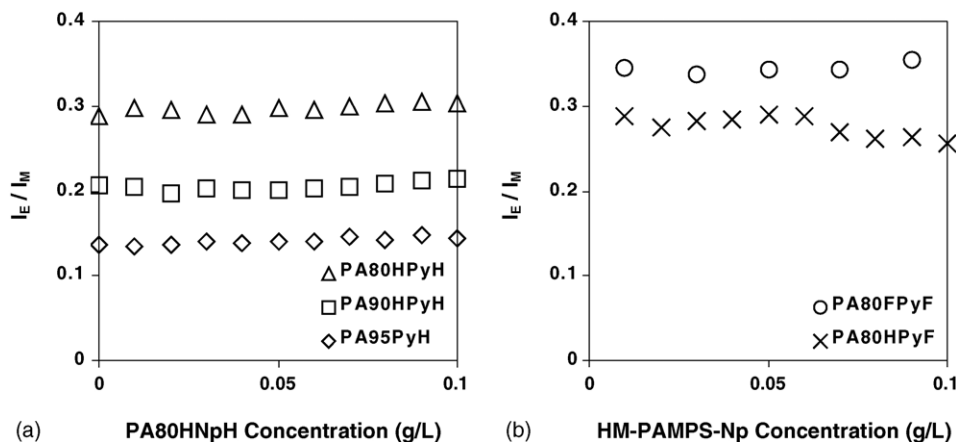 0.4
0.3
0.2
0.1
0
I_E / I_M
PA80HPyH
PA90HPyH
PA95PyH
0
0.05
0.1
(a)
PA80HNpH Concentration (g/L)
0.4
0.3
0.2
0.1
0
I_E / I_M
PA80FPyF
PA80HPyF
0
0.05
0.1
(b)
HM-PAMPS-Np Concentration (g/L)